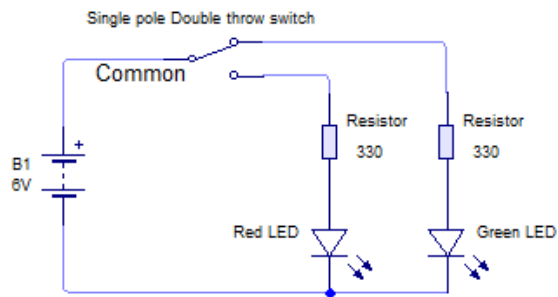 Single pole Double throw switch
Common
Resistor
330
Resistor
330
B1
6V
+
Red LED
Green LED